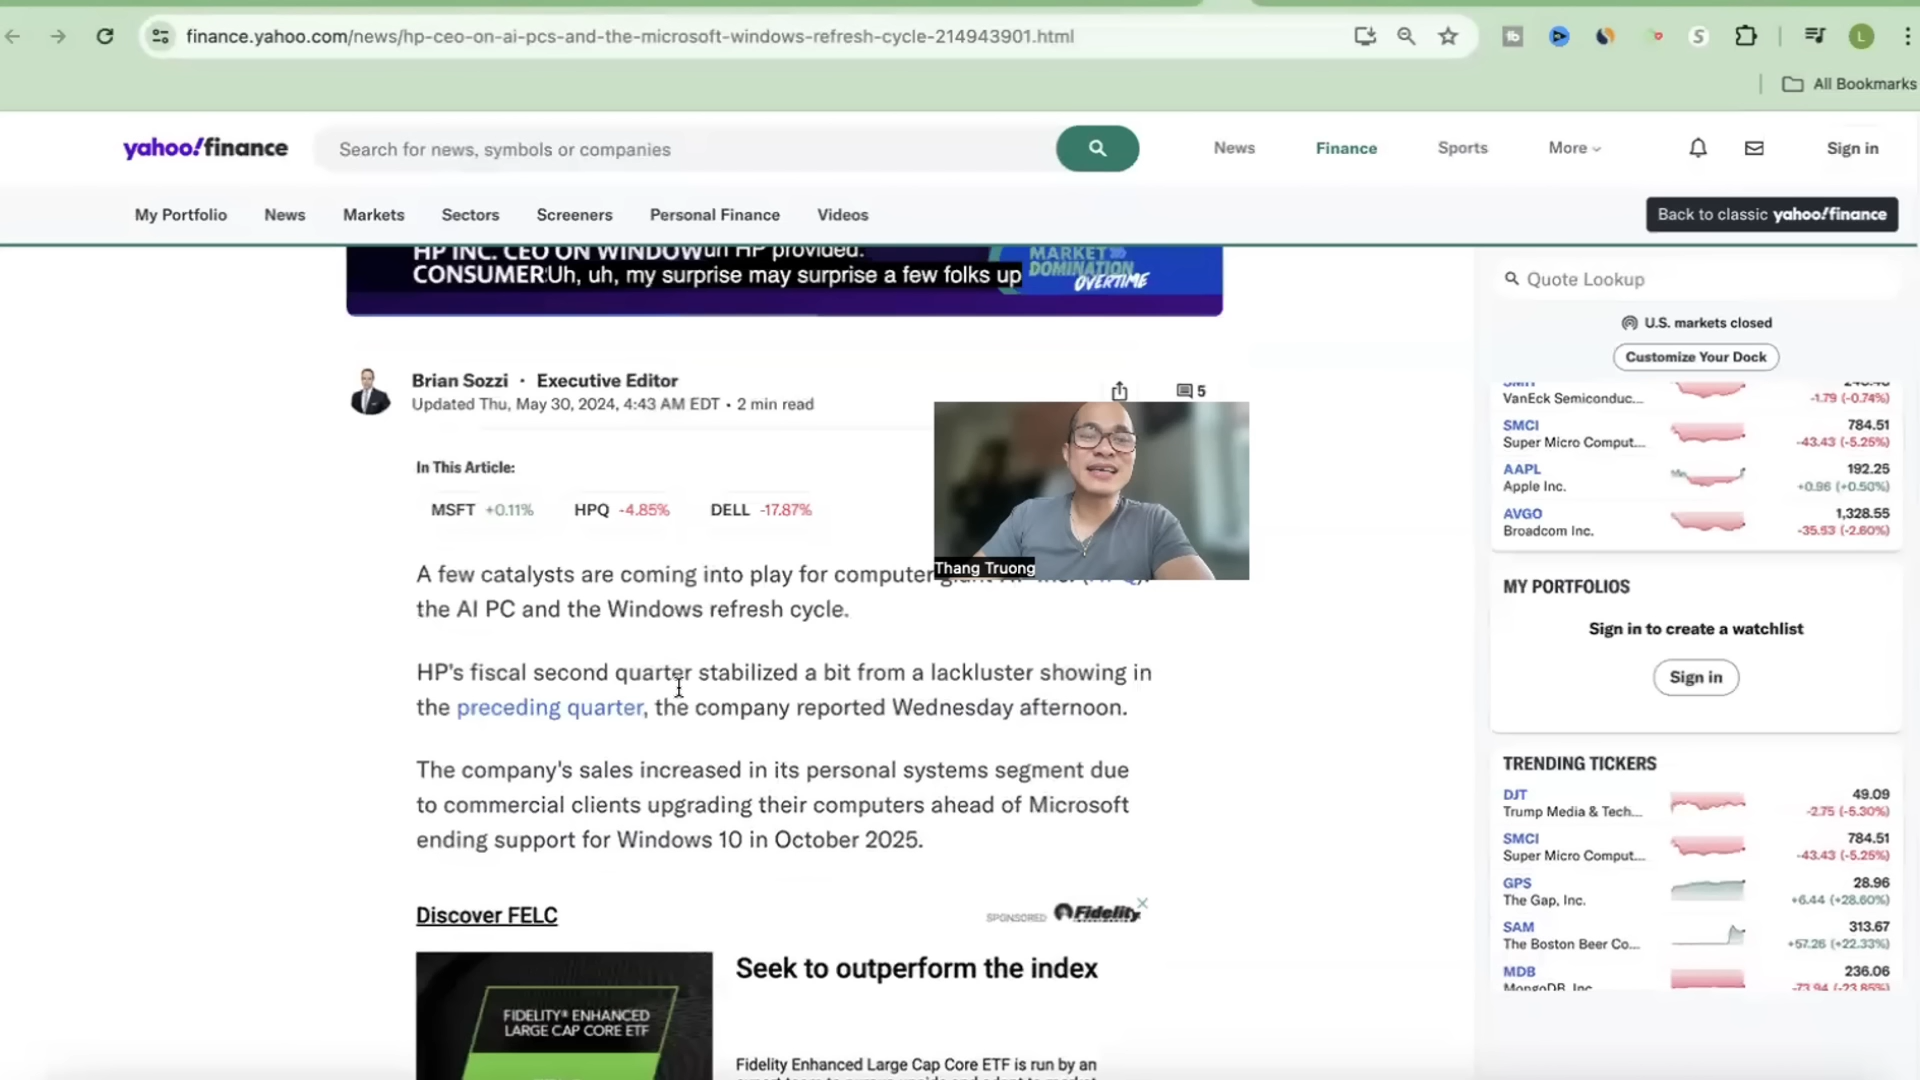 finance.yahoo.com/news/hp-ceo-on-ai-pcs-and-the-microsoft-windows-refresh-cycle-214943901.html
L
All Bookmarks
yahoo!finance
Search for news, symbols or companies
News
Finance
Sports
More
Sign in
My Portfolio
News
Markets
Sectors
Screeners
Personal Finance
Videos
Back to classic yahoo!finance
HP INC. CEO ON WINDOW
HP provided.
CONSUMER
Uh, uh, my surprise may surprise a few folks up
MARKET
DOMINATION
OVERTIME
Brian Sozzi · Executive Editor
Updated Thu, May 30, 2024, 4:43 AM EDT • 2 min read
5
In This Article:
MSFT +0.11%
HPQ -4.85%
DELL -17.87%
Thang Truong
A few catalysts are coming into play for computer
the AI PC and the Windows refresh cycle.
HP's fiscal second quarter stabilized a bit from a lackluster showing in
the preceding quarter, the company reported Wednesday afternoon.
The company's sales increased in its personal systems segment due
to commercial clients upgrading their computers ahead of Microsoft
ending support for Windows 10 in October 2025.
Discover FELC
SPONSORED
Fidelity
FIDELITY® ENHANCED
LARGE CAP CORE ETF
Seek to outperform the index
Fidelity Enhanced Large Cap Core ETF is run by an
Quote Lookup
U.S. markets closed
Customize Your Dock
VanEck Semiconduc...
-1.79 (-0.74%)
SMCI
784.51
Super Micro Comput...
-43.43 (-5.25%)
AAPL
192.25
Apple Inc.
+0.96 (+0.50%)
AVGO
1,328.55
Broadcom Inc.
-35.53 (-2.60%)
MY PORTFOLIOS
Sign in to create a watchlist
Sign in
TRENDING TICKERS
DJT
49.09
Trump Media & Tech...
-2.75 (-5.30%)
SMCI
784.51
Super Micro Comput...
-43.43 (-5.25%)
GPS
28.96
The Gap, Inc.
+6.44 (+28.60%)
SAM
313.67
The Boston Beer Co...
+57.26 (+22.33%)
MDB
236.06
MongoDB, Inc.
-73.94 (-23.85%)